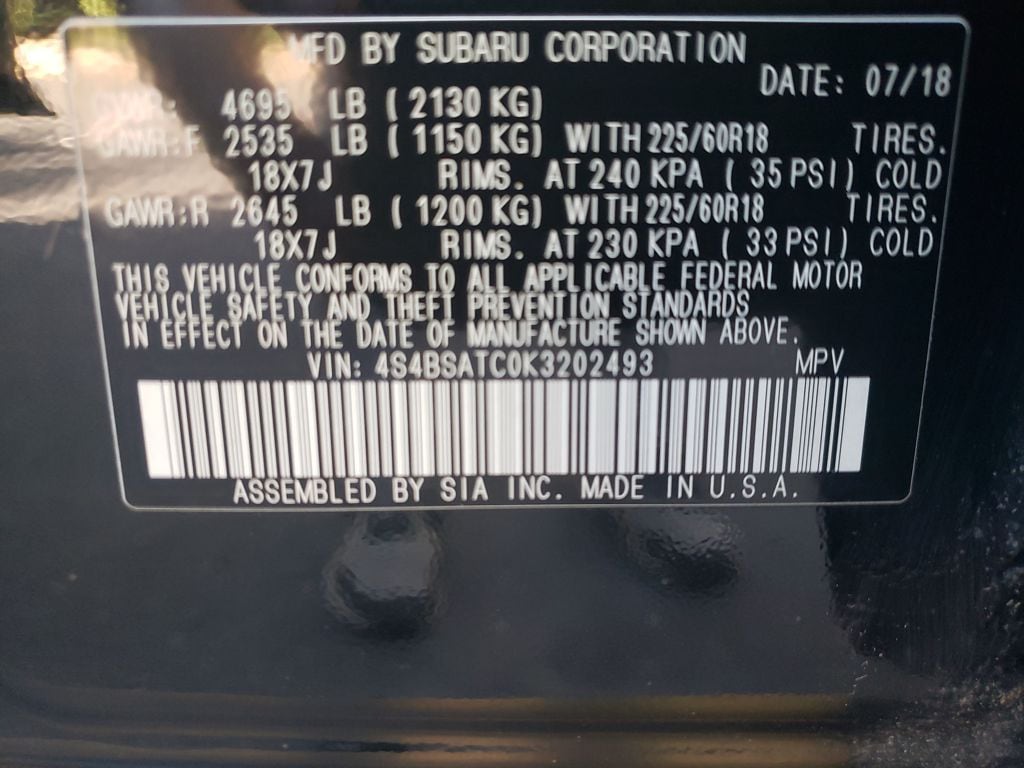 MFD BY SUBARU CORPORATION
DATE: 07/18
GVWR: 4695 LB ( 2130 KG)
GAWR:F 2535 LB ( 1150 KG) WITH 225/60R18 TIRES.
18X7J RIMS. AT 240 KPA ( 35 PSI) COLD
GAWR:R 2645 LB ( 1200 KG) WITH 225/60R18 TIRES.
18X7J RIMS. AT 230 KPA ( 33 PSI) COLD
THIS VEHICLE CONFORMS TO ALL APPLICABLE FEDERAL MOTOR
VEHICLE SAFETY AND THEFT PREVENTION STANDARDS
IN EFFECT ON THE DATE OF MANUFACTURE SHOWN ABOVE.
VIN: 4S4BSATC0K3202493 MPV
ASSEMBLED BY SIA INC. MADE IN U.S.A.